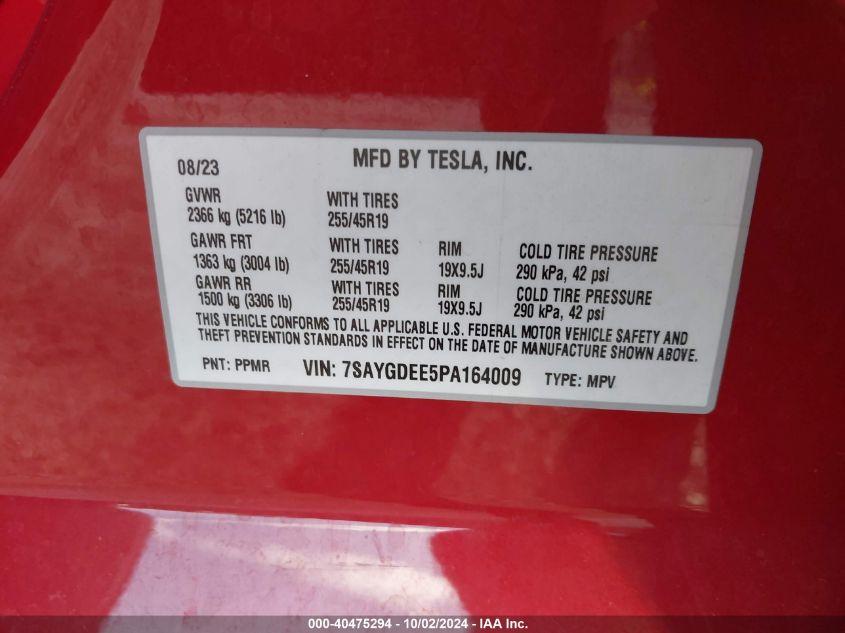 MFD BY TESLA, INC.
08/23
GVWR WITH TIRES
2366 kg (5216 lb) 255/45R19
GAWR FRT WITH TIRES RIM COLD TIRE PRESSURE
1363 kg (3004 lb) 255/45R19 19X9.5J 290 kPa, 42 psi
GAWR RR WITH TIRES RIM COLD TIRE PRESSURE
1500 kg (3306 lb) 255/45R19 19X9.5J 290 kPa, 42 psi
THIS VEHICLE CONFORMS TO ALL APPLICABLE U.S. FEDERAL MOTOR VEHICLE SAFETY AND
THEFT PREVENTION STANDARDS IN EFFECT ON THE DATE OF MANUFACTURE SHOWN ABOVE.
PNT: PPMR VIN: 7SAYGDEE5PA164009 TYPE: MPV
000-40475294 - 10/02/2024 - IAA Inc.